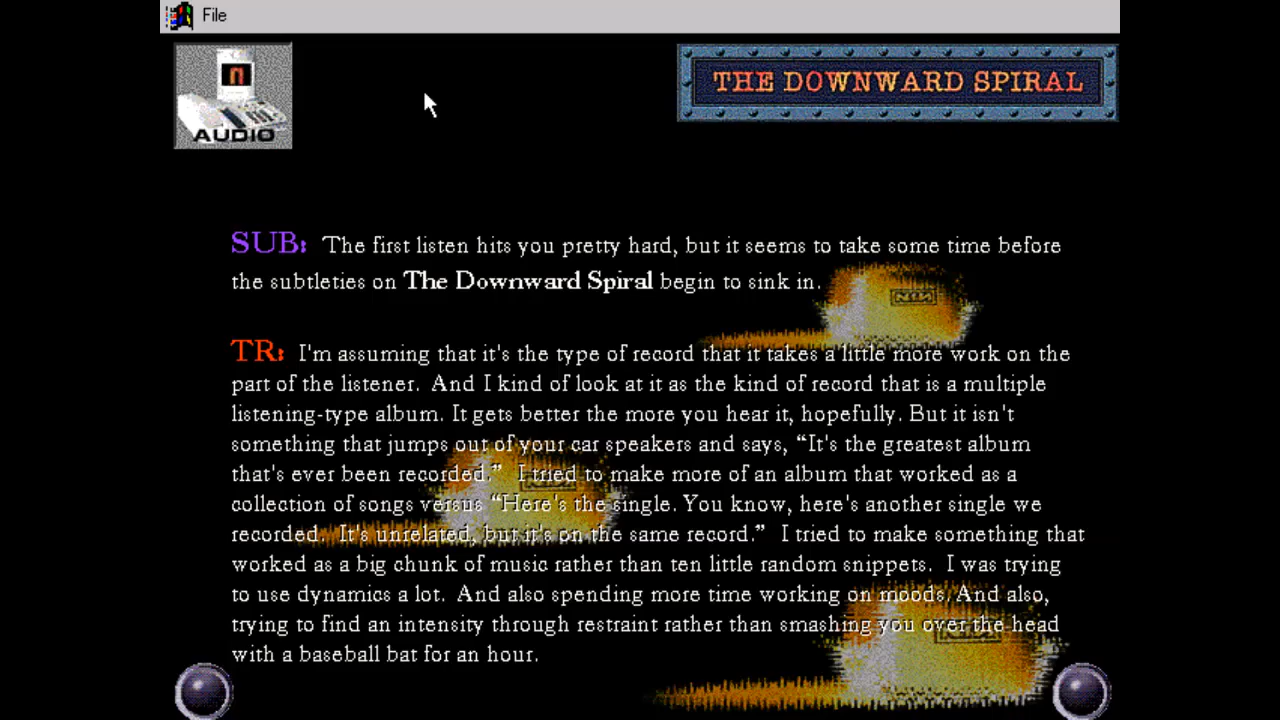 File
n
AUDIO
THE DOWNWARD SPIRAL
SUB: The first listen hits you pretty hard, but it seems to take some time before
the subtleties on The Downward Spiral begin to sink in.
NIN
TR: I'm assuming that it's the type of record that it takes a little more work on the
part of the listener. And I kind of look at it as the kind of record that is a multiple
listening-type album. It gets better the more you hear it, hopefully. But it isn't
something that jumps out of your car speakers and says, “It's the greatest album
that's ever been recorded.” I tried to make more of an album that worked as a
collection of songs versus “Here's the single. You know, here's another single we
recorded. It's unrelated, but it's on the same record.” I tried to make something that
worked as a big chunk of music rather than ten little random snippets. I was trying
to use dynamics a lot. And also spending more time working on moods. And also,
trying to find an intensity through restraint rather than smashing you over the head
with a baseball bat for an hour.